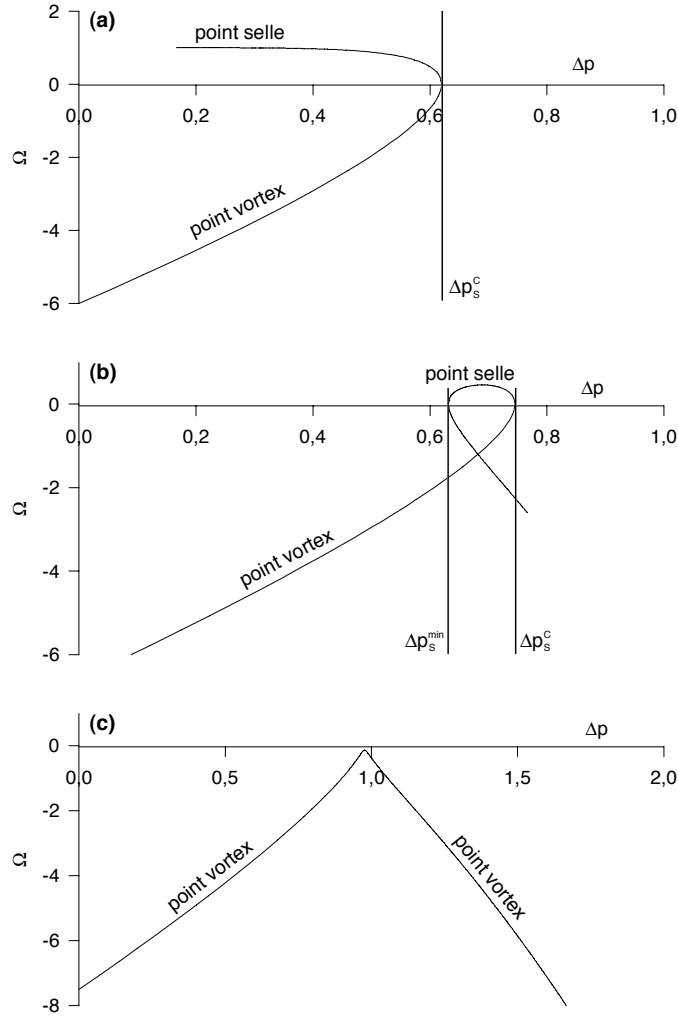 (a)
point selle
Δp
2
0
-2
-4
-6
0,0 0,2 0,4 0,6 0,8 1,0
Ω
point vortex
Δp_S^C
(b)
point selle
Δp
0
-2
-4
-6
0,0 0,2 0,4 0,6 0,8 1,0
Ω
point vortex
Δp_S^min Δp_S^C
(c)
Δp
0
-2
-4
-6
-8
0,0 0,5 1,0 1,5 2,0
Ω
point vortex
point vortex